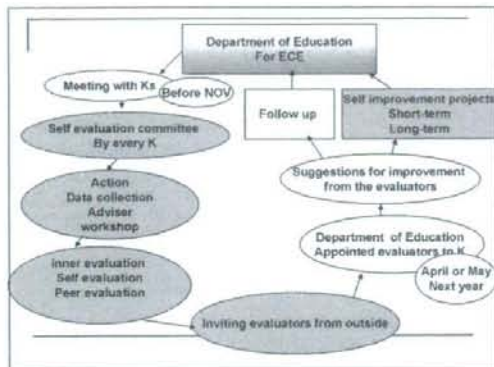 Department of Education
For ECE
Meeting with Ks
Before NOV
Self evaluation committee
By every K
Action
Data collection
Adviser
workshop
Inner evaluation
Self evaluation
Peer evaluation
Inviting evaluators from outside
Department of Education
Appointed evaluators to K
April or May
Next year
Suggestions for improvement
from the evaluators
Follow up
Self improvement projects
Short-term
Long-term